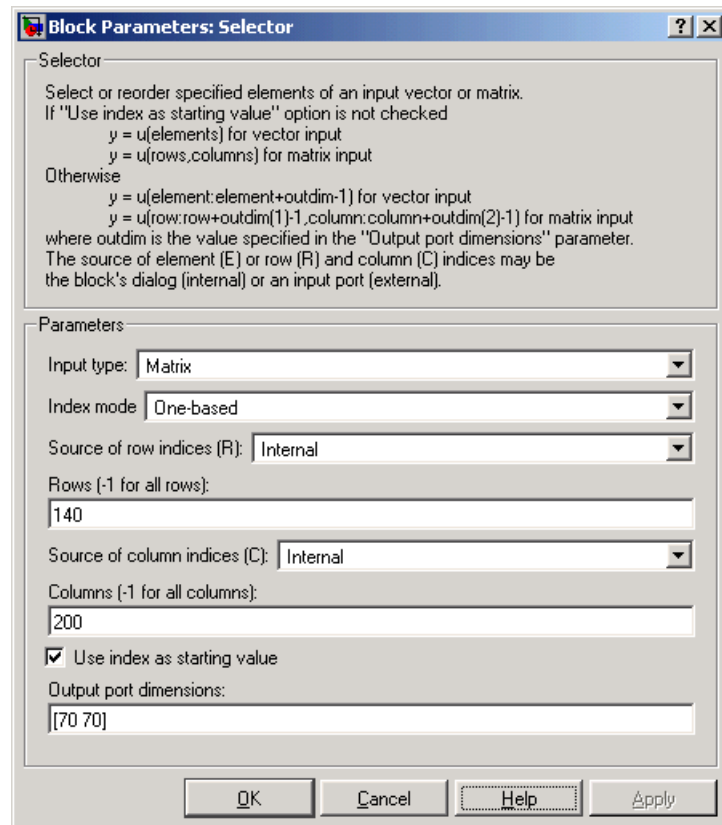 Block Parameters: Selector
Selector
Select or reorder specified elements of an input vector or matrix.
If "Use index as starting value" option is not checked
y = u(elements) for vector input
y = u(rows,columns) for matrix input
Otherwise
y = u(element:element+outdim-1) for vector input
y = u(row:row+outdim(1)-1,column:column+outdim(2)-1) for matrix input
where outdim is the value specified in the "Output port dimensions" parameter.
The source of element (E) or row (R) and column (C) indices may be
the block's dialog (internal) or an input port (external).
Parameters
Input type: Matrix
Index mode One-based
Source of row indices (R): Internal
Rows (-1 for all rows):
140
Source of column indices (C): Internal
Columns (-1 for all columns):
200
Use index as starting value
Output port dimensions:
[70 70]
OK Cancel Help Apply